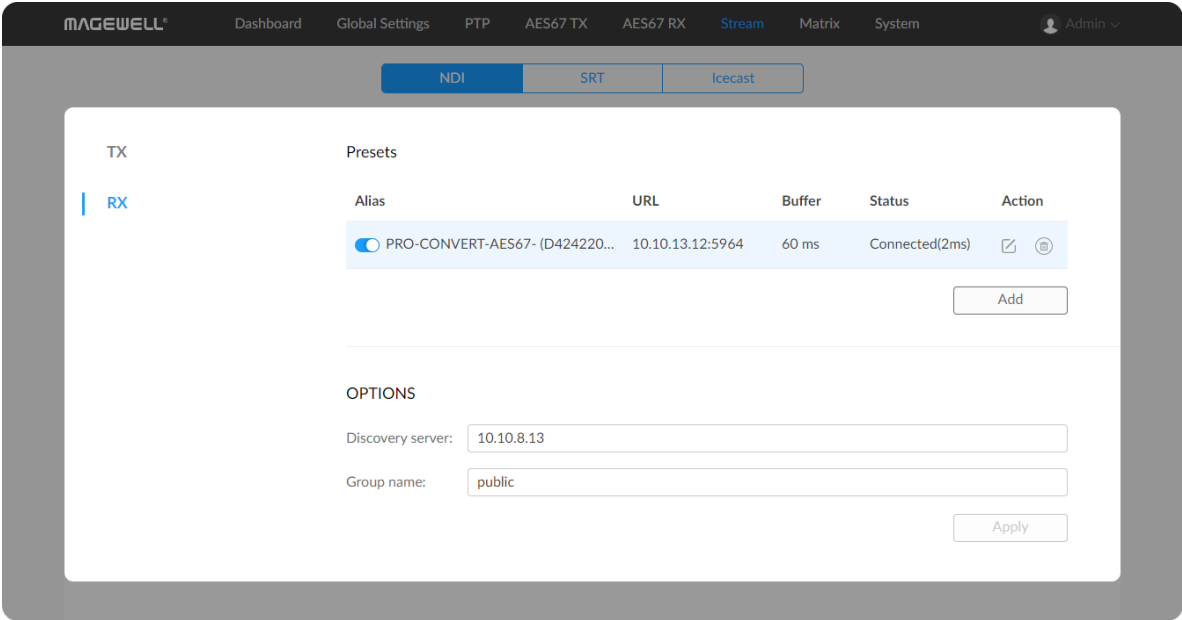 MAGEWELL® Dashboard Global Settings PTP AES67 TX AES67 RX Stream Matrix System Admin
NDI SRT Icecast
TX
RX
Presets
Alias URL Buffer Status Action
PRO-CONVERT-AES67- (D424220... 10.10.13.12:5964 60 ms Connected(2ms)
Add
OPTIONS
Discovery server: 10.10.8.13
Group name: public
Apply